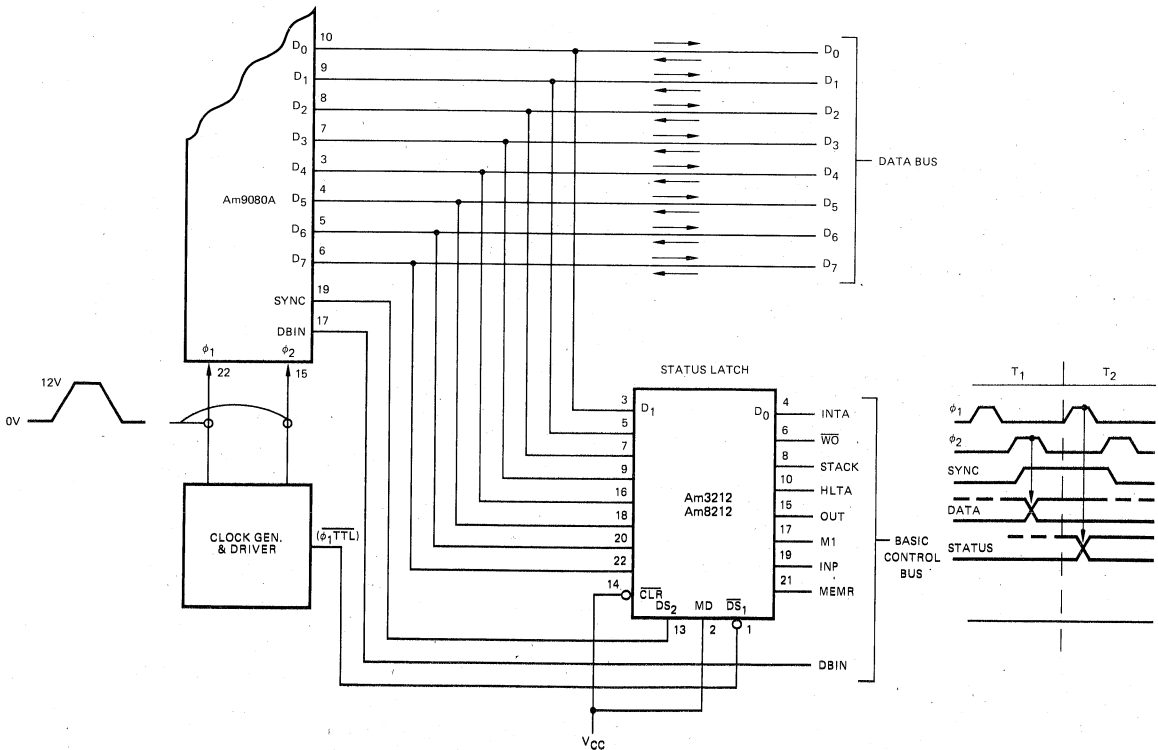 D0 10 D0
D1 9 D1
D2 8 D2
D3 7 D3
D4 3 D4
D5 4 D5
D6 5 D6
D7 6 D7
DATA BUS
Am9080A
SYNC 19
DBIN 17
φ1 φ2
22 15
12V
0V
CLOCK GEN.
& DRIVER
(φ1TTL)
STATUS LATCH
3 D1 D0 4 INTA
5 6 WO
7 8 STACK
9 10 HLTA
16 15 OUT
18 17 M1
20 19 INP
22 21 MEMR
Am3212
Am8212
14 CLR
DS2 MD DS1
13 2 1
DBIN
VCC
BASIC
CONTROL
BUS
T1 T2
φ1
φ2
SYNC
DATA
STATUS